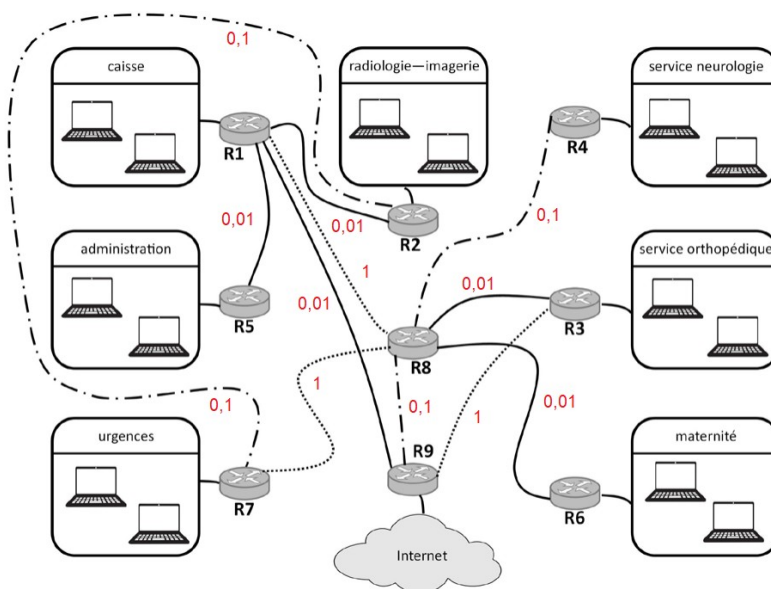 0,1
caisse
radiologie—imagerie
service neurologie
R1
R4
0,01
0,01
R2
0,1
administration
service orthopédique
1
0,01
0,01
R5
R3
R8
1
0,1
1
0,01
0,1
urgences
maternité
R9
R7
R6
Internet